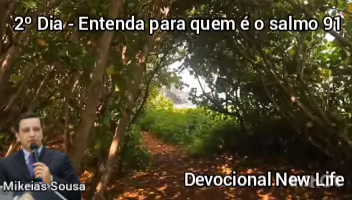 2º Dia - Entenda para quem é o salmo 91
Mikeias Sousa
Devocional New Life